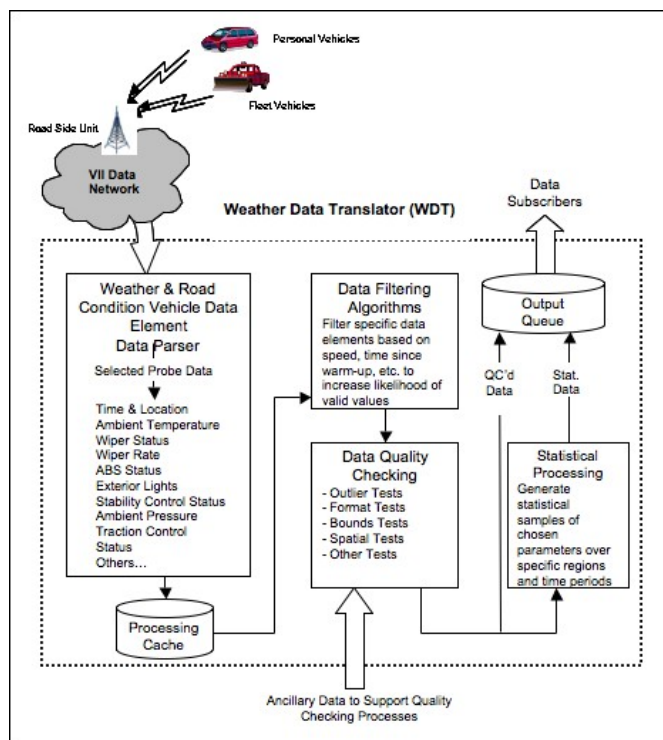 Personal Vehicles
Fleet Vehicles
Road Side Unit
VII Data
Network
Weather Data Translator (WDT)
Data
Subscribers
Weather & Road
Condition Vehicle Data
Element
Data Parser
Selected Probe Data
Time & Location
Ambient Temperature
Wiper Status
Wiper Rate
ABS Status
Exterior Lights
Stability Control Status
Ambient Pressure
Traction Control
Status
Others...
Processing
Cache
Data Filtering
Algorithms
Filter specific data
elements based on
speed, time since
warm-up, etc. to
increase likelihood of
valid values
Data Quality
Checking
- Outlier Tests
- Format Tests
- Bounds Tests
- Spatial Tests
- Other Tests
Output
Queue
QC'd
Data
Stat.
Data
Statistical
Processing
Generate
statistical
samples of
chosen
parameters over
specific regions
and time periods
Ancillary Data to Support Quality
Checking Processes